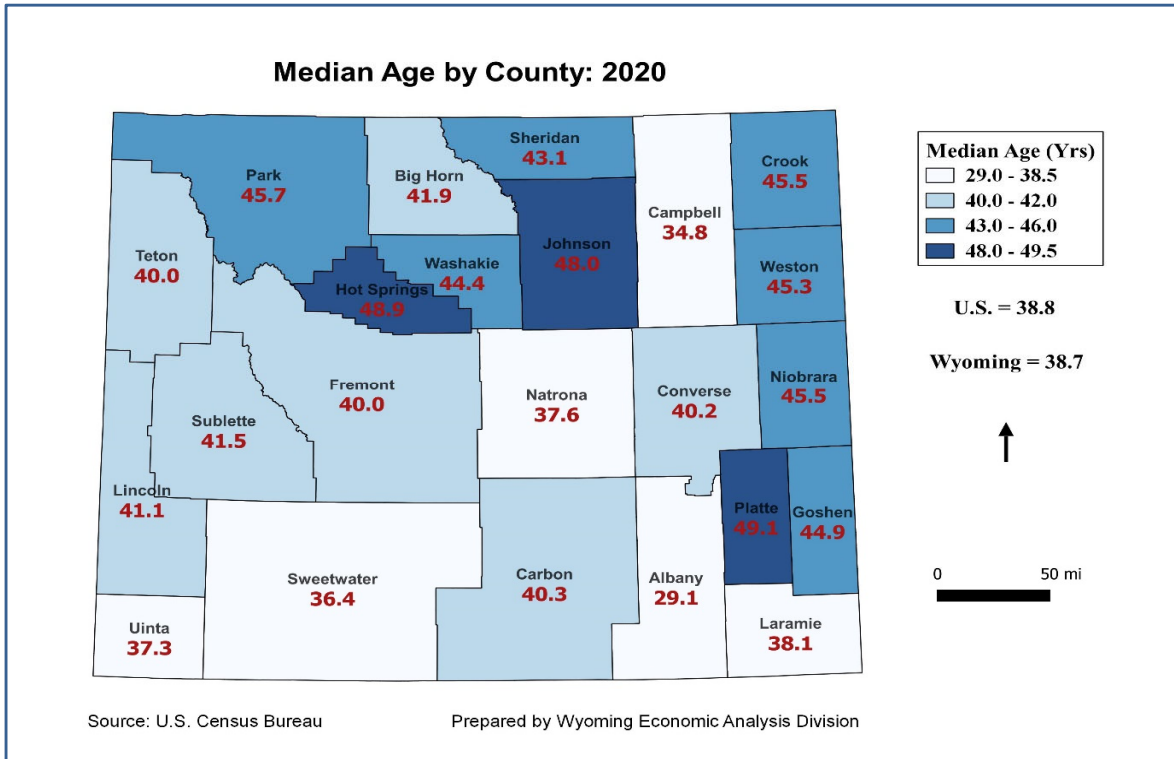 Median Age by County: 2020
Sheridan
43.1
Park
45.7
Big Horn
41.9
Crook
45.5
Campbell
34.8
Teton
40.0
Johnson
48.0
Washakie
44.4
Hot Springs
48.9
Weston
45.3
Fremont
40.0
Natrona
37.6
Converse
40.2
Niobrara
45.5
Sublette
41.5
Lincoln
41.1
Platte
49.1
Goshen
44.9
Sweetwater
36.4
Carbon
40.3
Albany
29.1
Uinta
37.3
Laramie
38.1
Median Age (Yrs)
29.0 - 38.5
40.0 - 42.0
43.0 - 46.0
48.0 - 49.5
U.S. = 38.8
Wyoming = 38.7
0 50 mi
Source: U.S. Census Bureau Prepared by Wyoming Economic Analysis Division